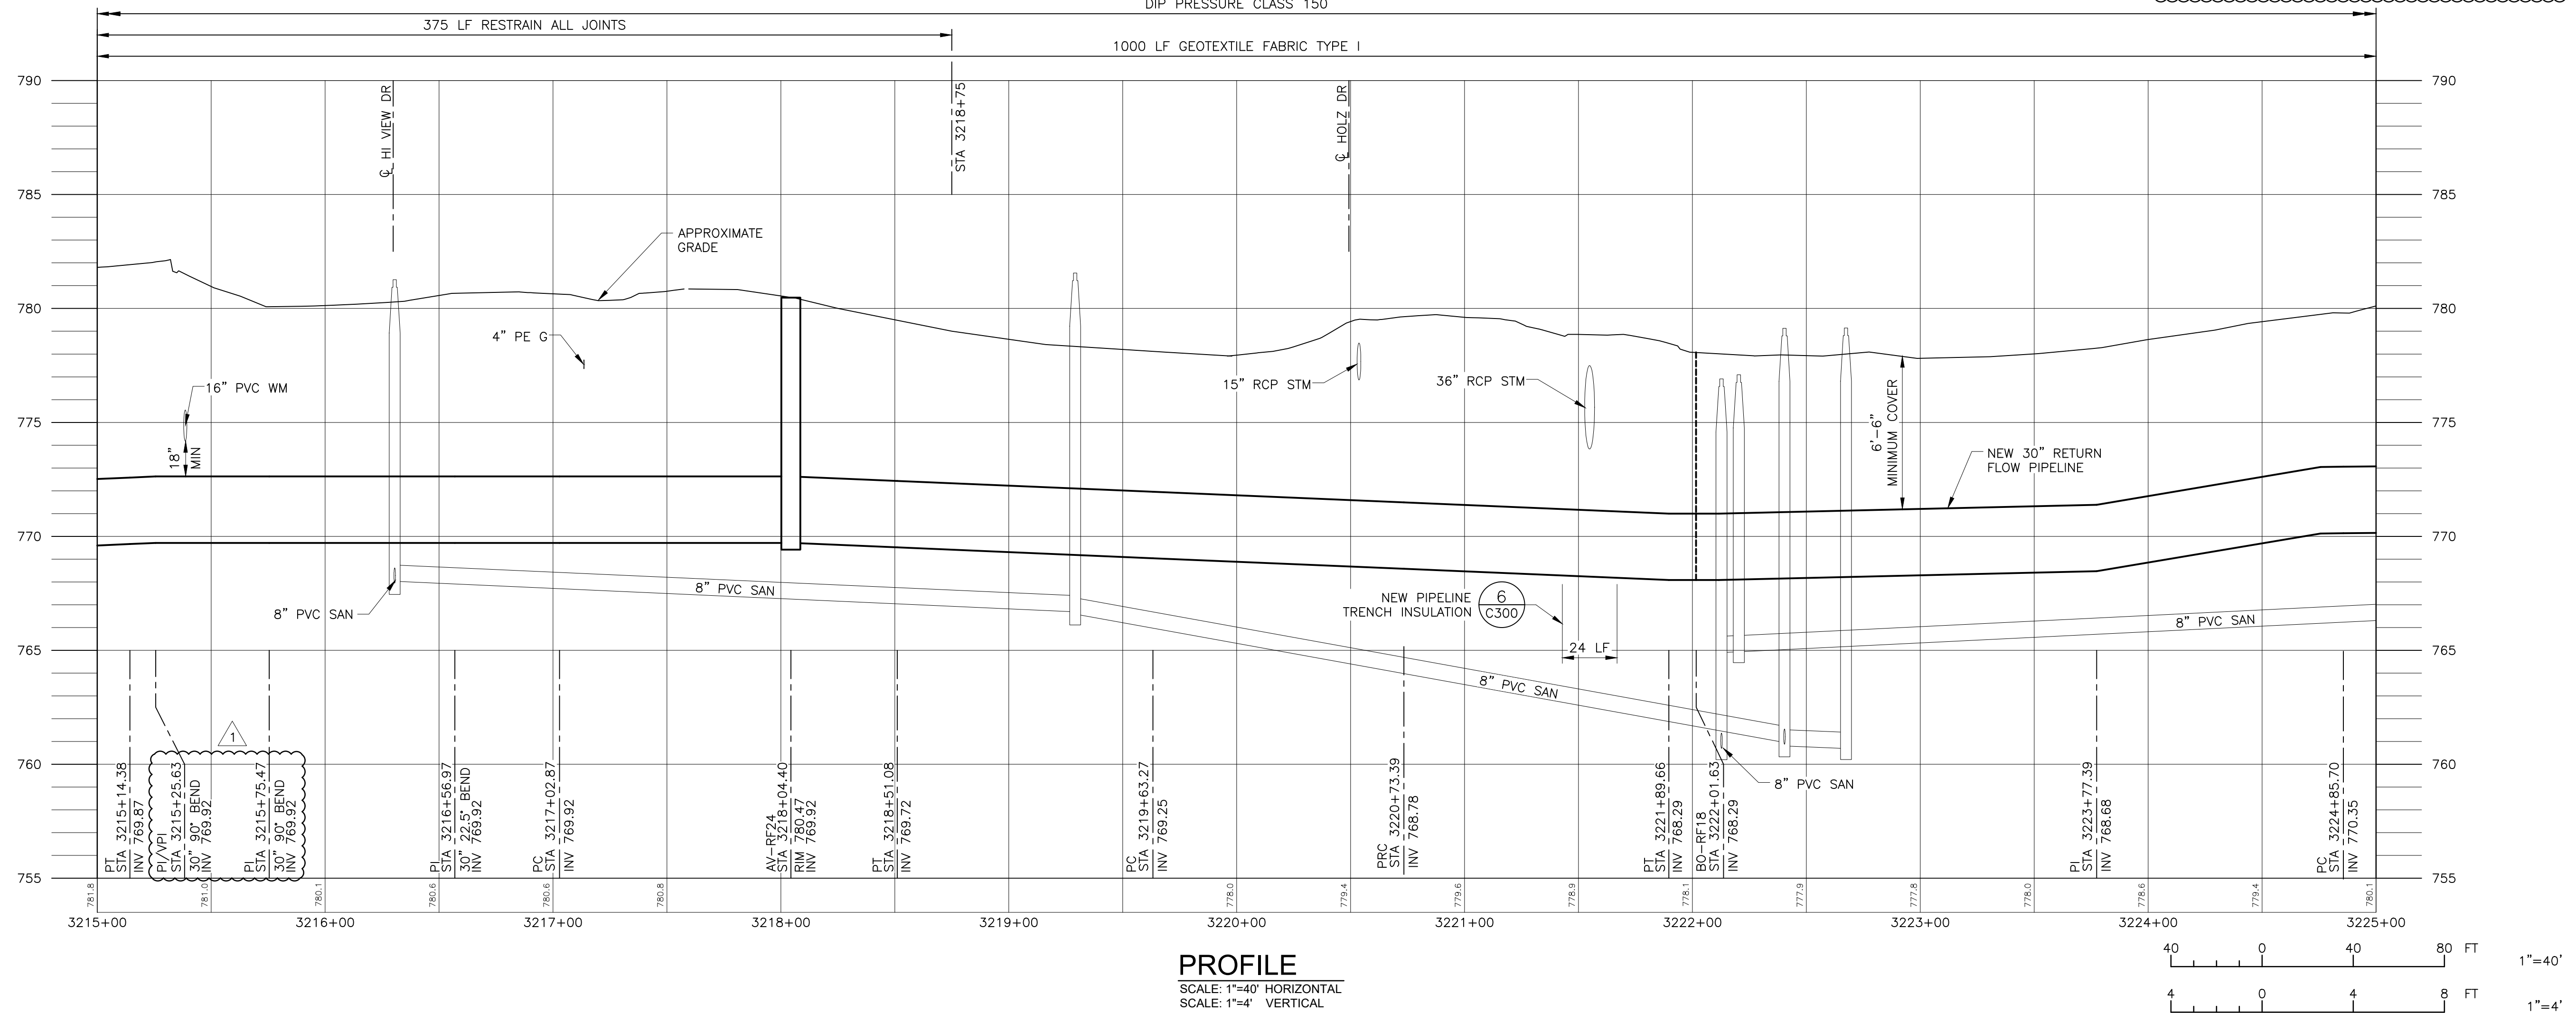 DIP PRESSURE CLASS 150
375 LF RESTRAIN ALL JOINTS
1000 LF GEOTEXTILE FABRIC TYPE I
790
785
780
775
770
765
760
755
790
785
780
775
770
765
760
755
℄ HI VIEW DR
STA 3218+75
℄ HOLZ DR
APPROXIMATE
GRADE
4" PE G
16" PVC WM
18"
MIN
15" RCP STM
36" RCP STM
6'-6"
MINIMUM COVER
NEW 30" RETURN
FLOW PIPELINE
8" PVC SAN
8" PVC SAN
NEW PIPELINE
TRENCH INSULATION
6
C300
24 LF
8" PVC SAN
8" PVC SAN
8" PVC SAN
1
PT
STA 3215+14.38
INV 769.87
PI/VPI
STA 3215+25.63
30" 90° BEND
INV 769.92
PI
STA 3215+75.47
30" 90° BEND
INV 769.92
PI
STA 3216+56.97
30" 22.5° BEND
INV 769.92
PC
STA 3217+02.87
INV 769.92
AV-RF24
STA 3218+04.40
RIM 780.47
INV 769.92
PT
STA 3218+51.08
INV 769.72
PC
STA 3219+63.27
INV 769.25
PRC
STA 3220+73.39
INV 768.78
PT
STA 3221+89.66
INV 768.29
BO-RF18
STA 3222+01.63
INV 768.29
PI
STA 3223+77.39
INV 768.68
PC
STA 3224+85.70
INV 770.35
781.8
781.0
780.1
780.6
780.6
780.8
778.0
779.4
779.6
778.9
778.1
777.9
777.8
778.0
778.6
779.4
780.1
3215+00
3216+00
3217+00
3218+00
3219+00
3220+00
3221+00
3222+00
3223+00
3224+00
3225+00
PROFILE
SCALE: 1"=40' HORIZONTAL
SCALE: 1"=4' VERTICAL
40 0 40 80 FT
1"=40'
4 0 4 8 FT
1"=4'